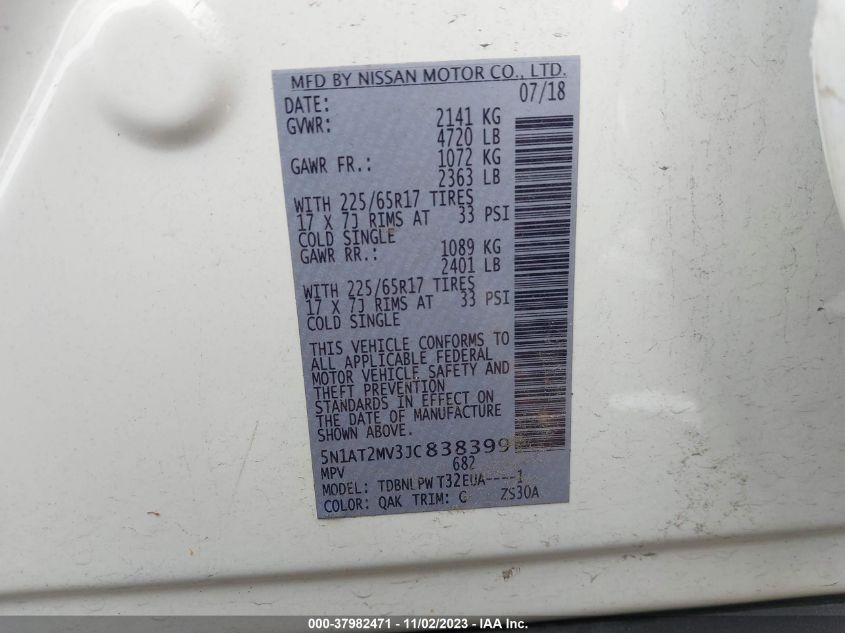 MFD BY NISSAN MOTOR CO., LTD.
DATE: 07/18
GVWR: 2141 KG
4720 LB
GAWR FR.: 1072 KG
2363 LB
WITH 225/65R17 TIRES
17 X 7J RIMS AT 33 PSI
COLD SINGLE
GAWR RR.: 1089 KG
2401 LB
WITH 225/65R17 TIRES
17 X 7J RIMS AT 33 PSI
COLD SINGLE
THIS VEHICLE CONFORMS TO
ALL APPLICABLE FEDERAL
MOTOR VEHICLE SAFETY AND
THEFT PREVENTION
STANDARDS IN EFFECT ON
THE DATE OF MANUFACTURE
SHOWN ABOVE.
5N1AT2MV3JC838399
MPV 682
MODEL: TDBNLPW T32EUA----1
COLOR: QAK TRIM: G ZS30A
000-37982471 - 11/02/2023 - IAA Inc.